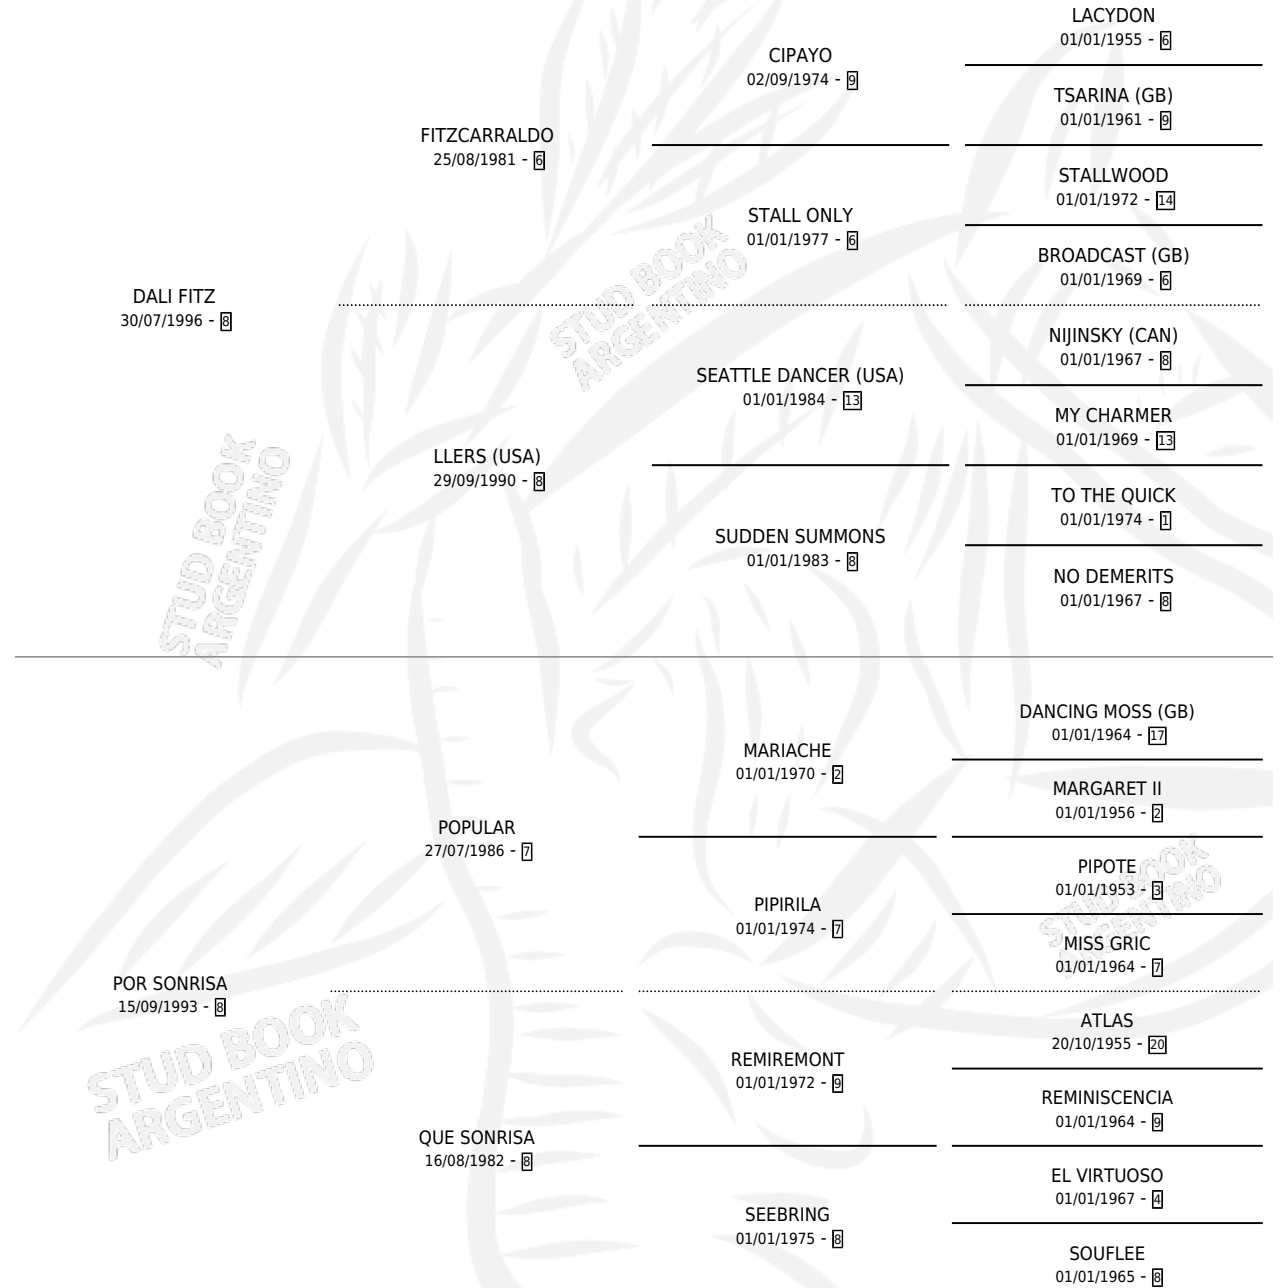 LACYDON
01/01/1955 - 6
CIPAYO
02/09/1974 - 9
TSARINA (GB)
01/01/1961 - 9
FITZCARRALDO
25/08/1981 - 6
STALLWOOD
01/01/1972 - 14
STALL ONLY
01/01/1977 - 6
BROADCAST (GB)
01/01/1969 - 6
DALI FITZ
30/07/1996 - 8
STUD BOOK
ARGENTINO
NIJINSKY (CAN)
01/01/1967 - 8
SEATTLE DANCER (USA)
01/01/1984 - 13
MY CHARMER
01/01/1969 - 13
LLERS (USA)
29/09/1990 - 8
TO THE QUICK
01/01/1974 - 1
SUDDEN SUMMONS
01/01/1983 - 8
NO DEMERITS
01/01/1967 - 8
STUD BOOK
ARGENTINO
DANCING MOSS (GB)
01/01/1964 - 17
MARIACHE
01/01/1970 - 2
MARGARET II
01/01/1956 - 2
POPULAR
27/07/1986 - 7
PIPOTE
01/01/1953 - 3
PIPIRILA
01/01/1974 - 7
MISS GRIC
01/01/1964 - 7
STUD BOOK
ARGENTINO
POR SONRISA
15/09/1993 - 8
ATLAS
20/10/1955 - 20
REMIREMONT
01/01/1972 - 9
REMINISCENCIA
01/01/1964 - 9
STUD BOOK
ARGENTINO
QUE SONRISA
16/08/1982 - 8
EL VIRTUOSO
01/01/1967 - 4
SEEBRING
01/01/1975 - 8
SOUFLEE
01/01/1965 - 8